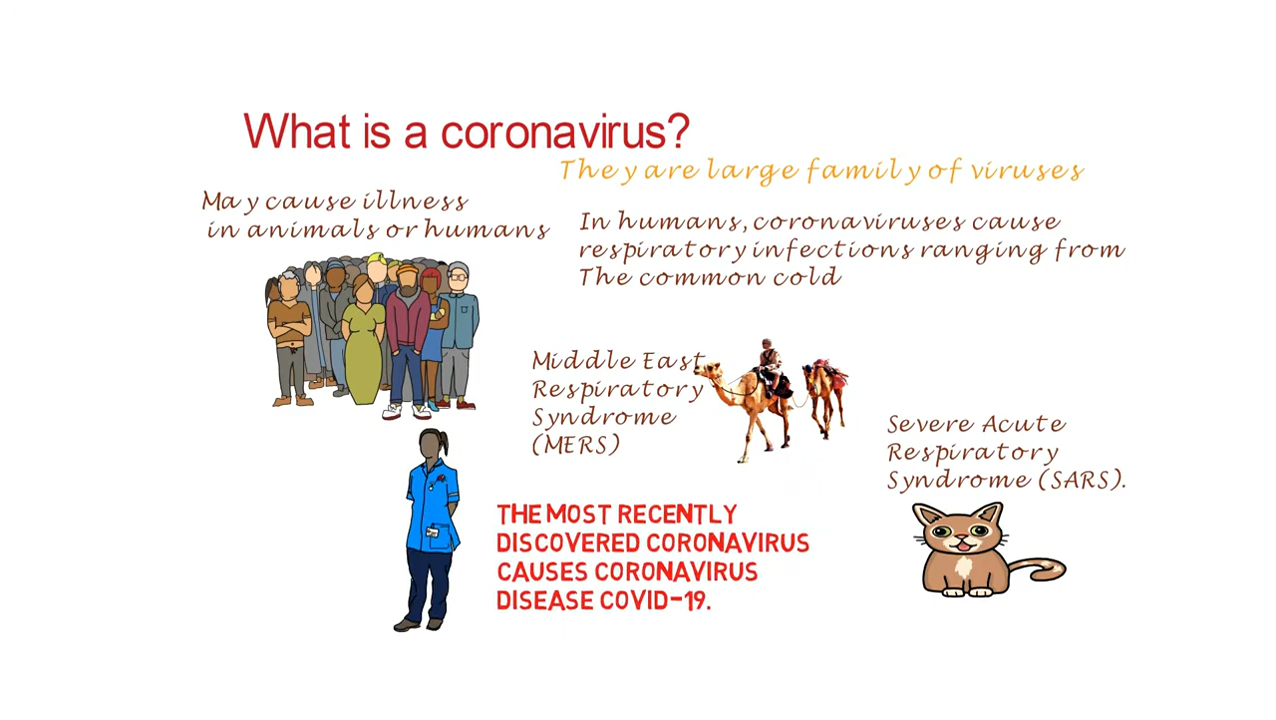 What is a coronavirus?
They are large family of viruses
May cause illness
in animals or humans
In humans, coronaviruses cause
respiratory infections ranging from
The common cold
Middle East
Respiratory
Syndrome
(MERS)
Severe Acute
Respiratory
Syndrome (SARS).
THE MOST RECENTLY
DISCOVERED CORONAVIRUS
CAUSES CORONAVIRUS
DISEASE COVID-19.